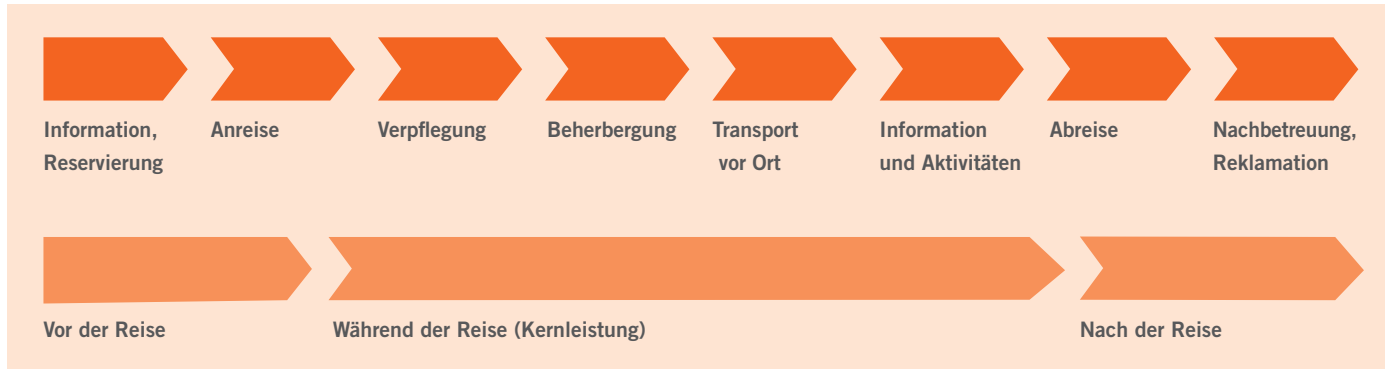 Information,
Reservierung
Anreise
Verpflegung
Beherbergung
Transport
vor Ort
Information
und Aktivitäten
Abreise
Nachbetreuung,
Reklamation
Vor der Reise
Während der Reise (Kernleistung)
Nach der Reise